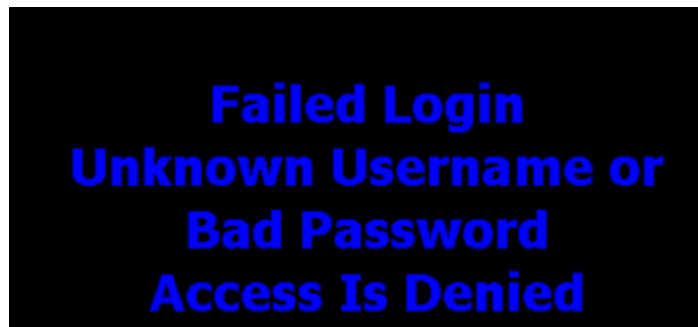 Failed Login
Unknown Username or
Bad Password
Access Is Denied